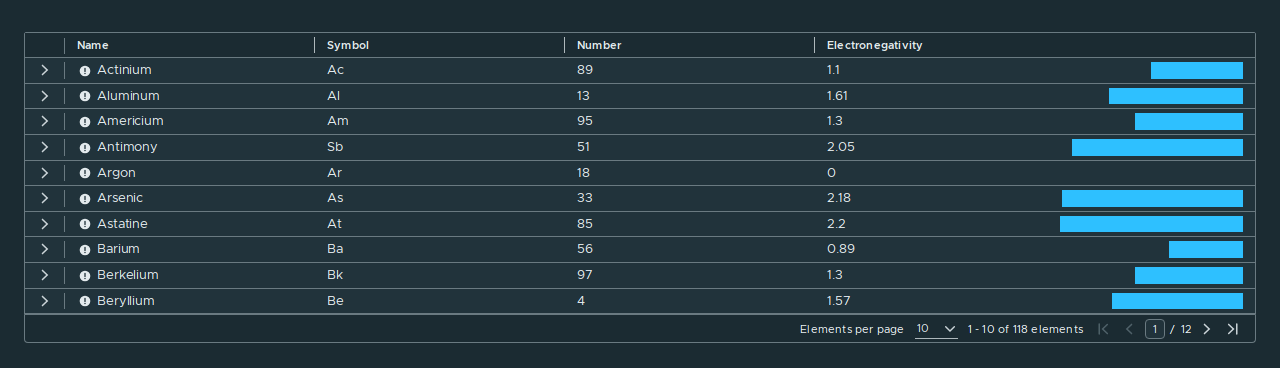 Name Symbol Number Electronegativity
Actinium Ac 89 1.1
Aluminum Al 13 1.61
Americium Am 95 1.3
Antimony Sb 51 2.05
Argon Ar 18 0
Arsenic As 33 2.18
Astatine At 85 2.2
Barium Ba 56 0.89
Berkelium Bk 97 1.3
Beryllium Be 4 1.57
Elements per page 10 1 - 10 of 118 elements 1 / 12